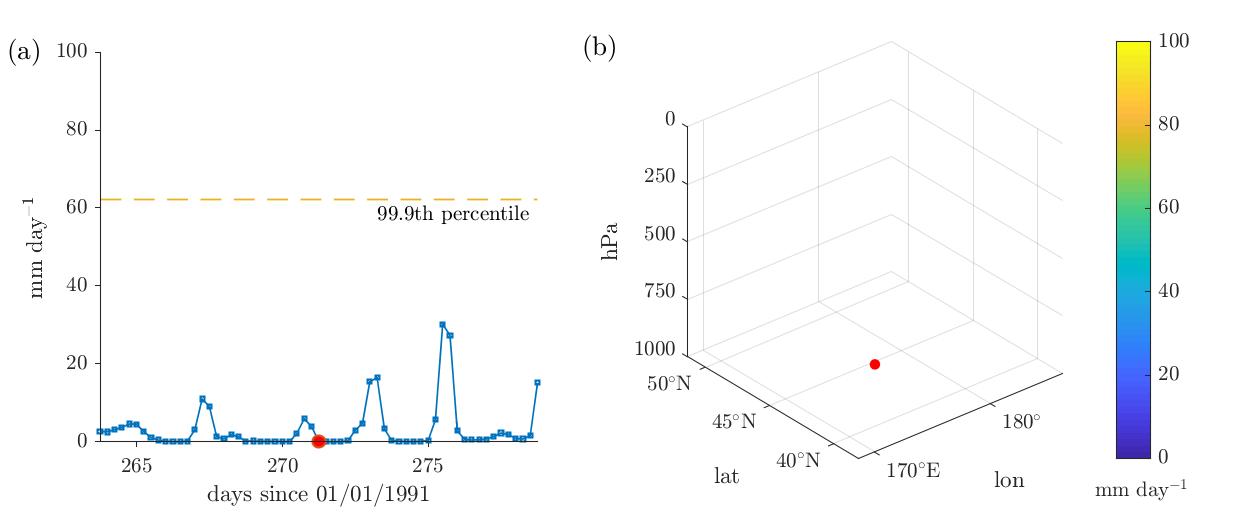 (a)
100
80
60
40
20
0
mm day⁻¹
99.9th percentile
265
270
275
days since 01/01/1991
(b)
0
250
500
750
1000
hPa
50°N
45°N
40°N
lat
170°E
180°
lon
100
80
60
40
20
0
mm day⁻¹